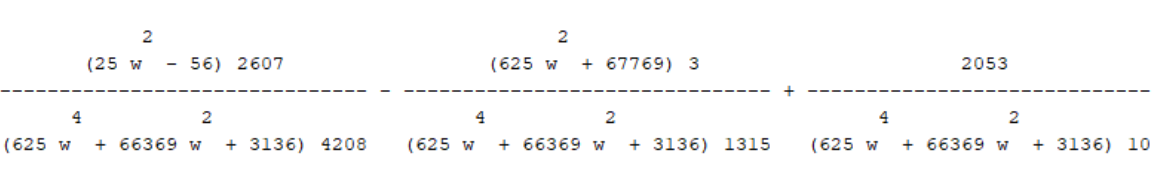 2                                  2
      (25 w  - 56) 2607                 (625 w  + 67769) 3                      2053
------------------------------ - ------------------------------ + ----------------------------
      4          2                      4          2                      4          2
(625 w  + 66369 w  + 3136) 4208   (625 w  + 66369 w  + 3136) 1315   (625 w  + 66369 w  + 3136) 10